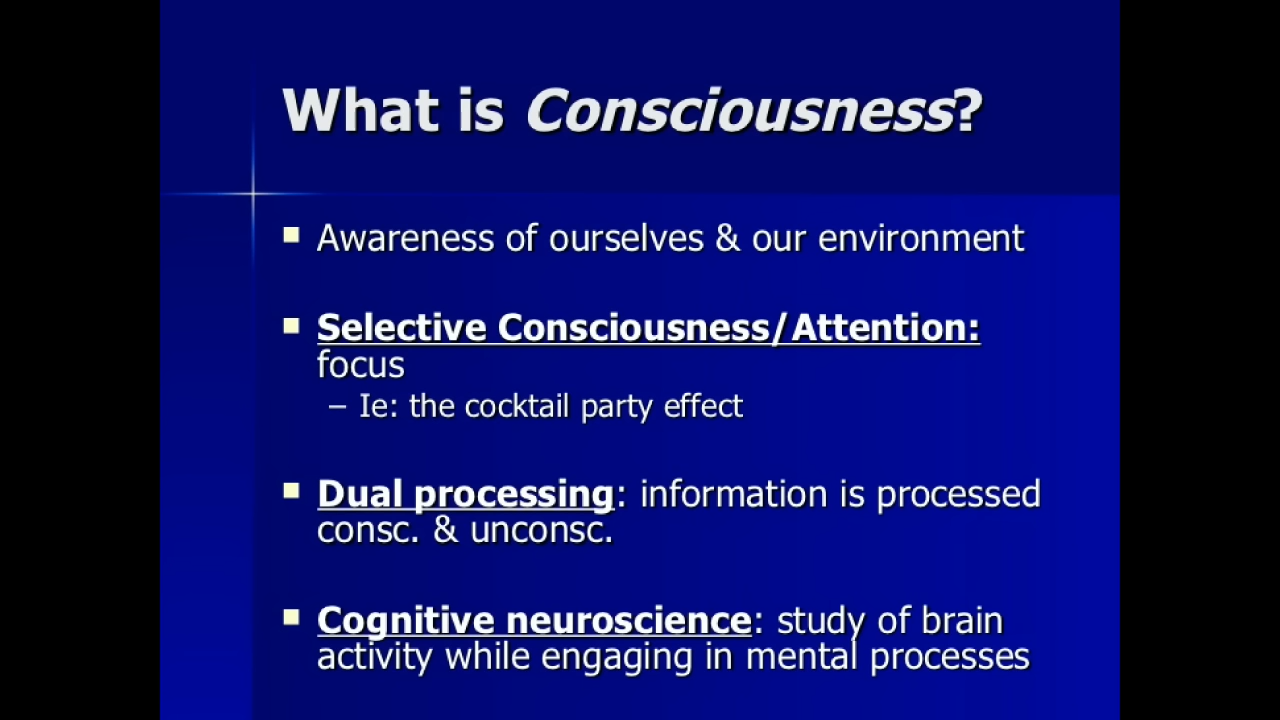 What is Consciousness?
Awareness of ourselves & our environment
Selective Consciousness/Attention:
focus
– Ie: the cocktail party effect
Dual processing: information is processed
consc. & unconsc.
Cognitive neuroscience: study of brain
activity while engaging in mental processes